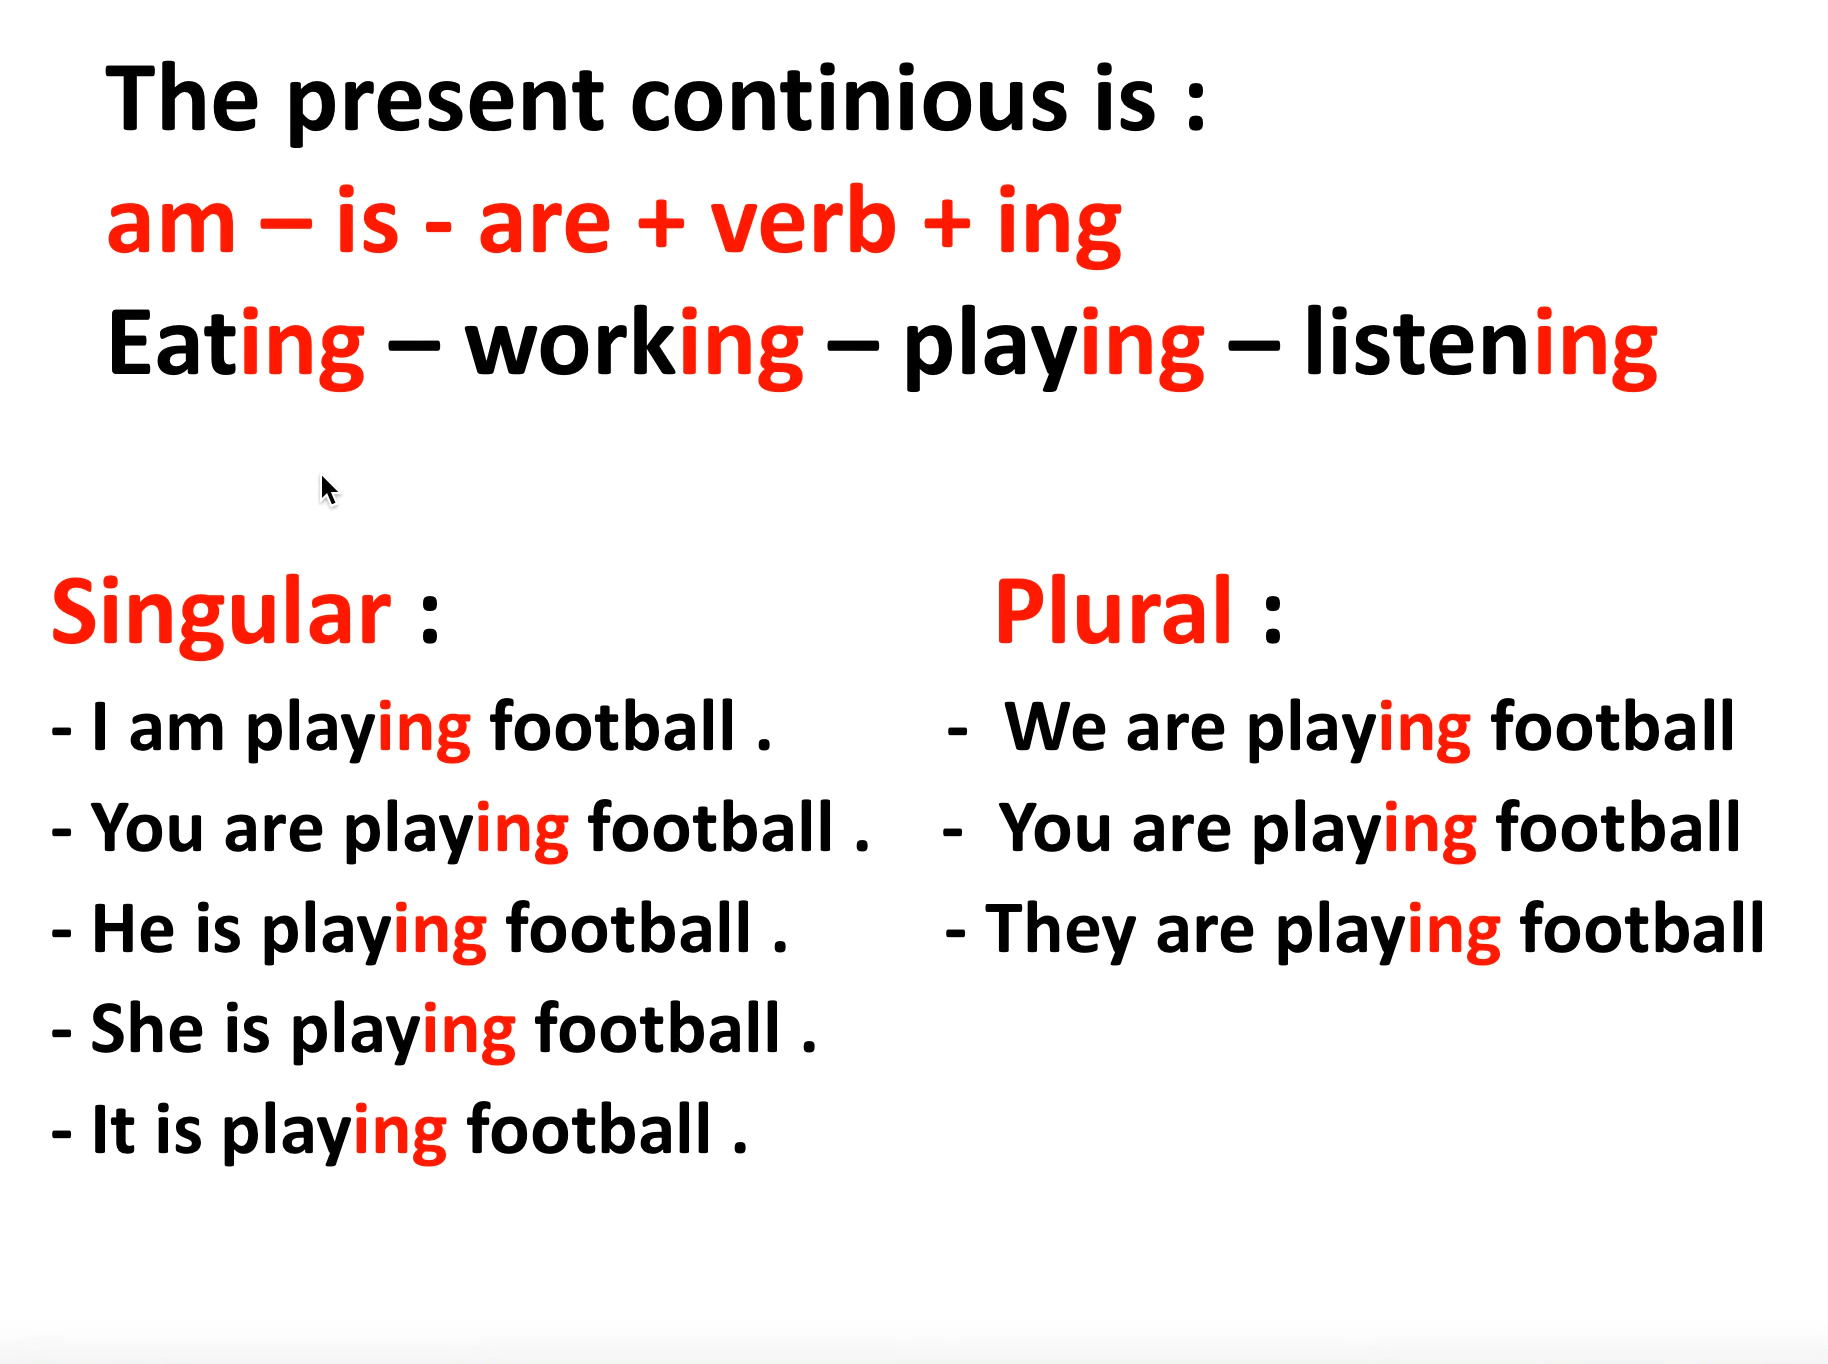 The present continious is :
am – is - are + verb + ing
Eating – working – playing – listening
Singular :
- I am playing football .
- You are playing football .
- He is playing football .
- She is playing football .
- It is playing football .
Plural :
- We are playing football
- You are playing football
- They are playing football